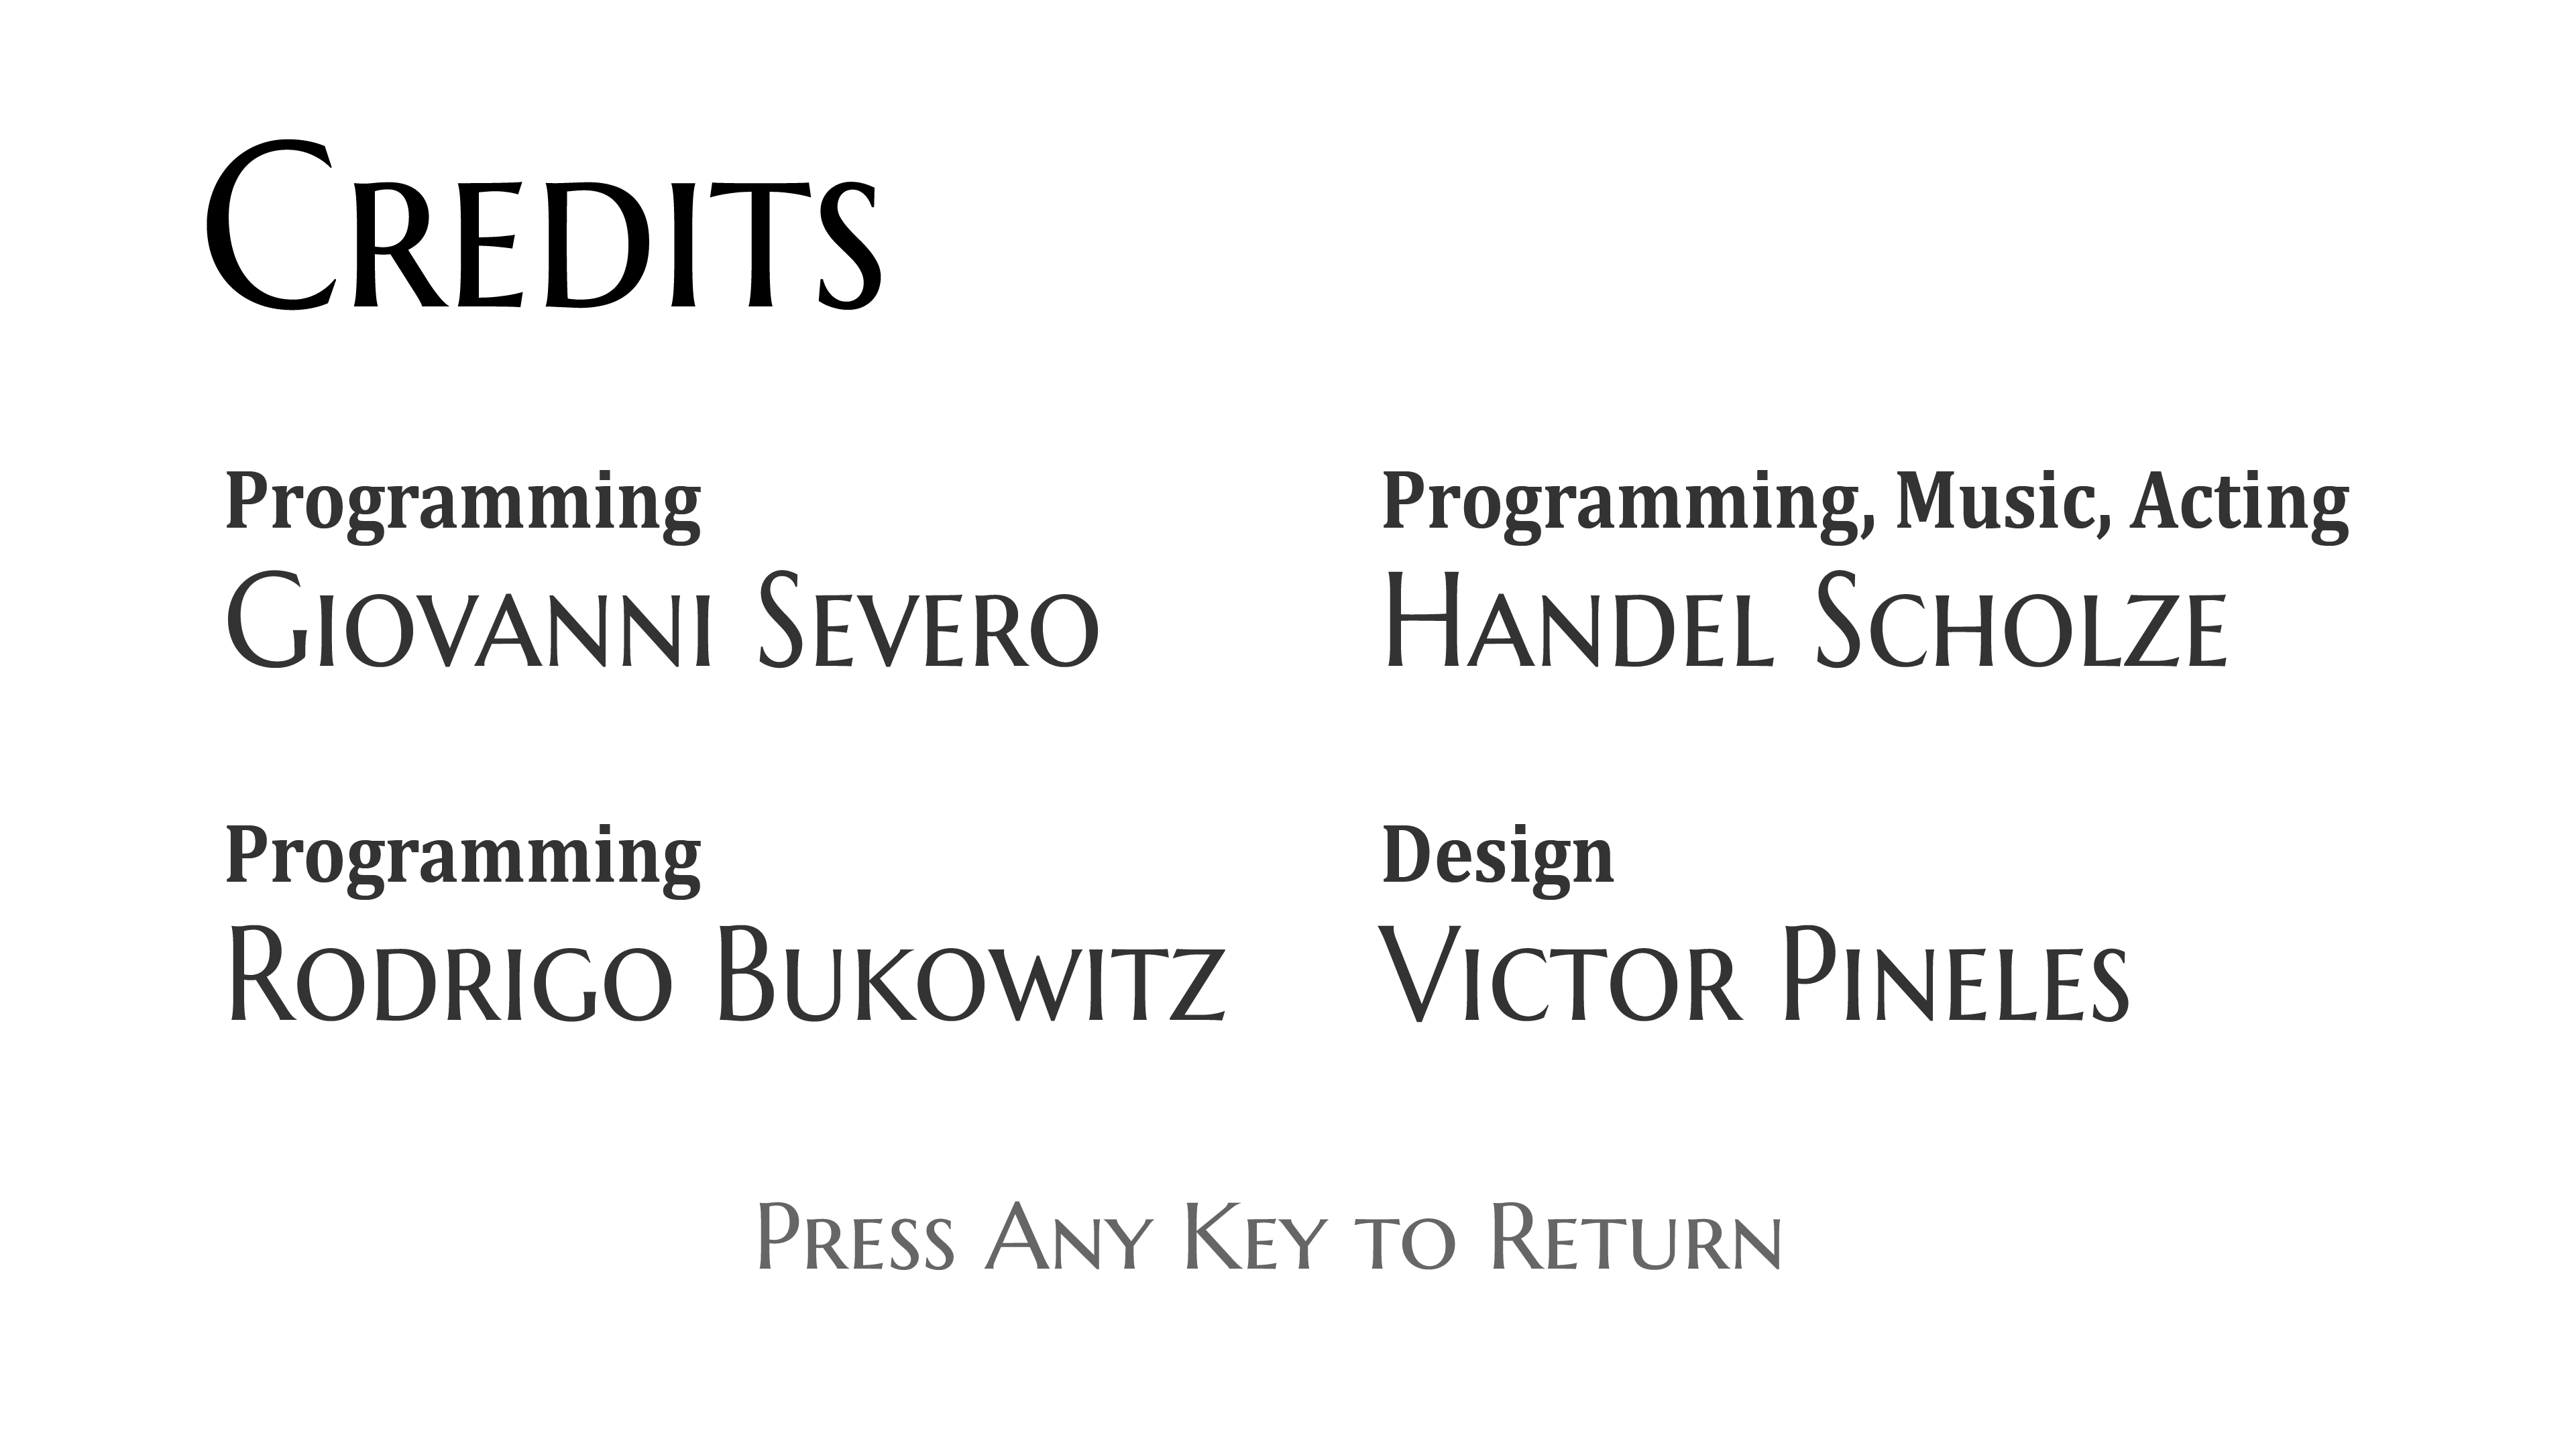 Credits
Programming
Giovanni Severo
Programming, Music, Acting
Handel Scholze
Programming
Rodrigo Bukowitz
Design
Victor Pineles
Press Any Key to Return